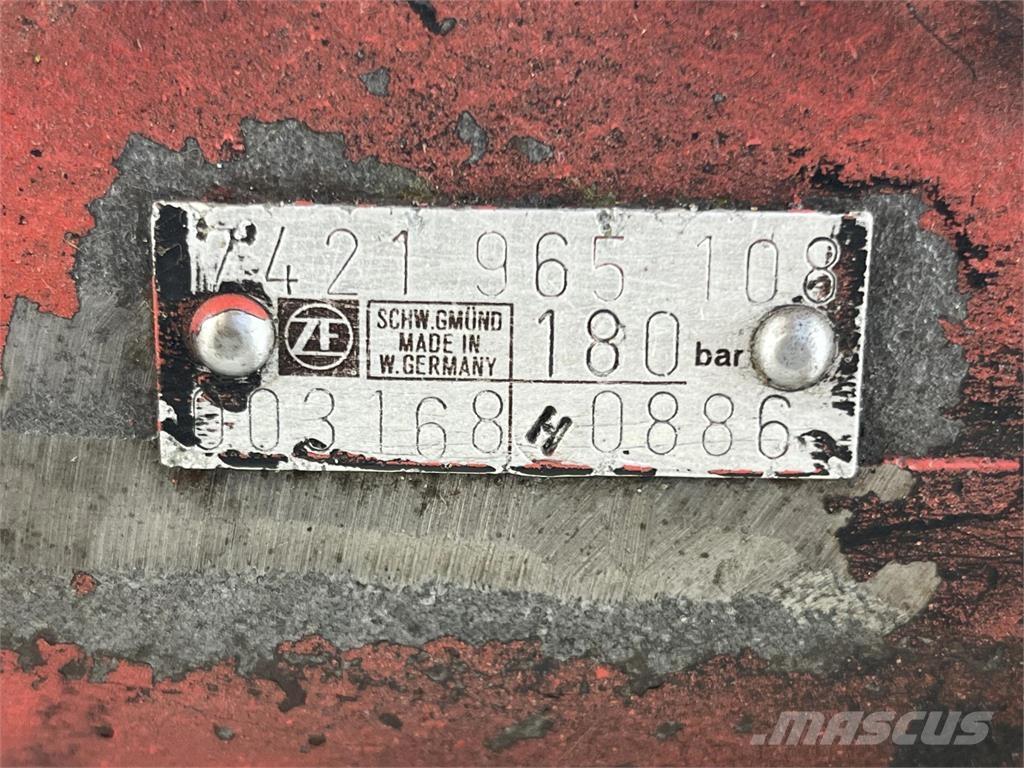 7421 965 108
ZF
SCHW.GMÜND
MADE IN
W.GERMANY
180 bar
003168 H 0886
MASCUS